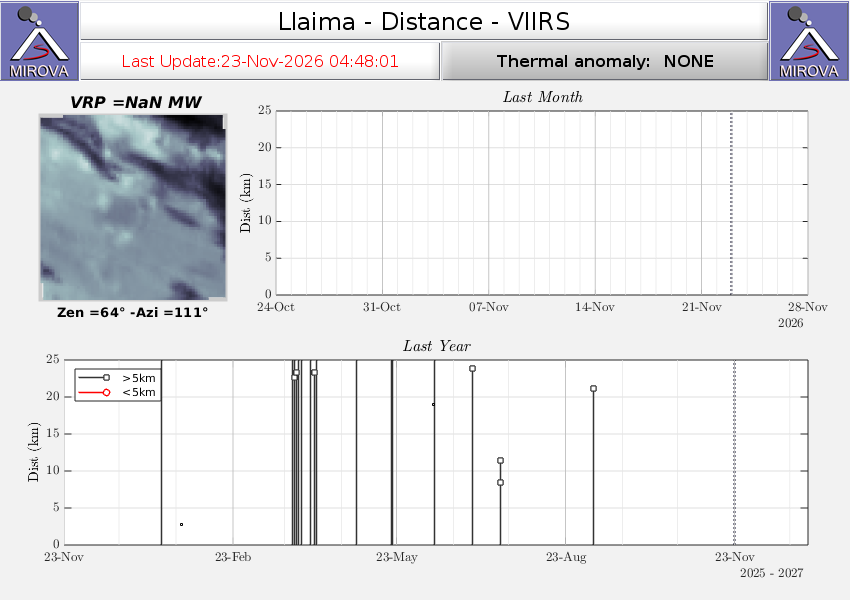 Llaima - Distance - VIIRS
MIROVA
Last Update:23-Nov-2026 04:48:01
Thermal anomaly: NONE
MIROVA
VRP =NaN MW
Zen =64° -Azi =111°
Last Month
Dist (km)
25
20
15
10
5
0
24-Oct 31-Oct 07-Nov 14-Nov 21-Nov 28-Nov
2026
Last Year
Dist (km)
25
20
15
10
5
0
>5km
<5km
23-Nov 23-Feb 23-May 23-Aug 23-Nov
2025 - 2027